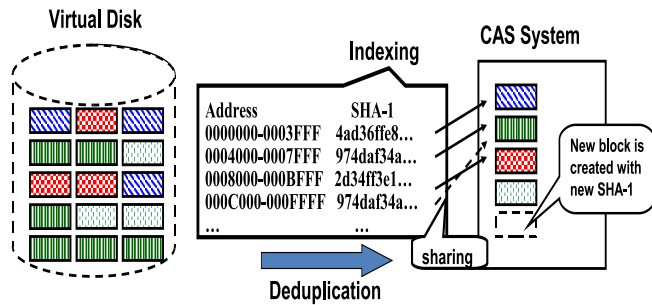 Virtual Disk
Indexing
CAS System
Address SHA-1
0000000-0003FFF 4ad36ffe8...
0004000-0007FFF 974daf34a...
0008000-000BFFF 2d34ff3e1...
000C000-000FFFF 974daf34a...
... ...
New block is
created with
new SHA-1
sharing
Deduplication